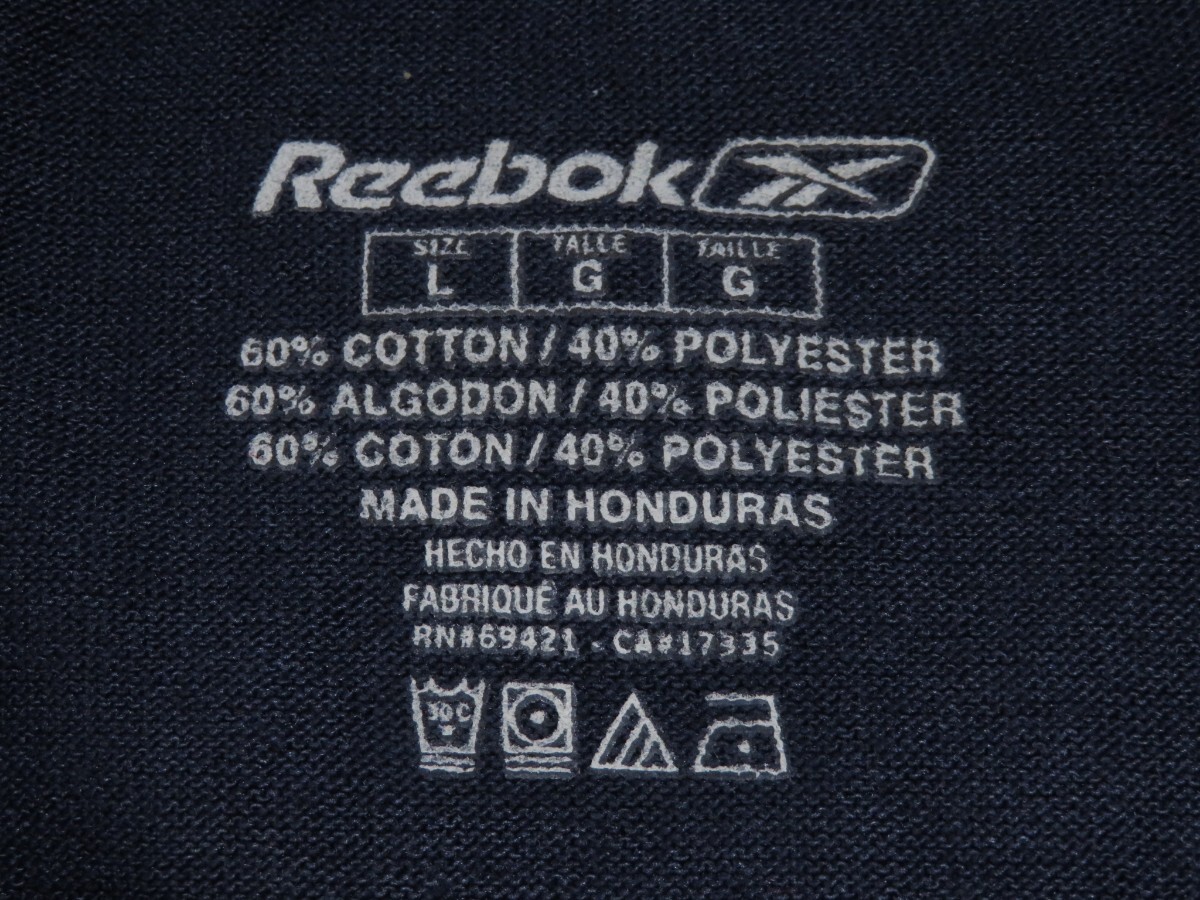 Reebok
SIZE TALLE TAILLE
L G G
60% COTTON / 40% POLYESTER
60% ALGODON / 40% POLIESTER
60% COTON / 40% POLYESTER
MADE IN HONDURAS
HECHO EN HONDURAS
FABRIQUÉ AU HONDURAS
RN#69421 - CA#17335
30C